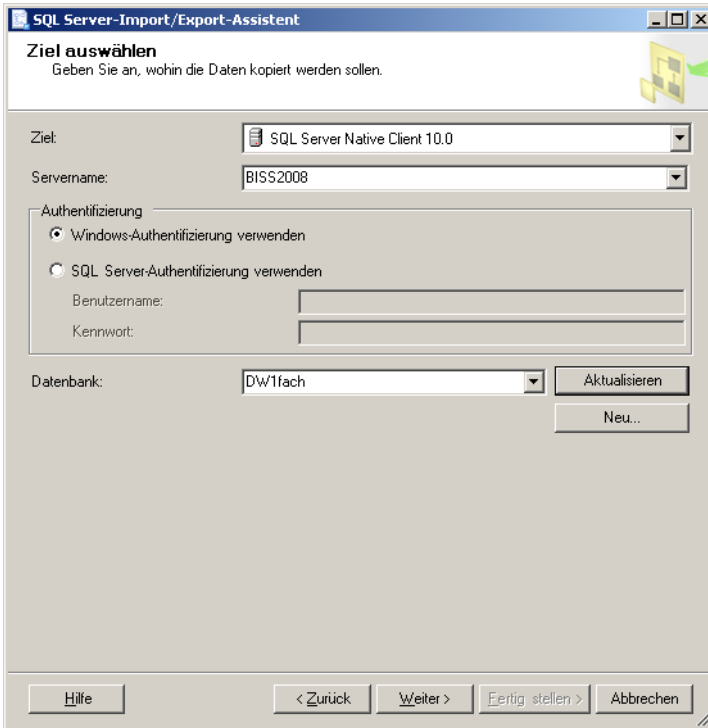 SQL Server-Import/Export-Assistent
Ziel auswählen
Geben Sie an, wohin die Daten kopiert werden sollen.
Ziel: SQL Server Native Client 10.0
Servername: BISS2008
Authentifizierung
Windows-Authentifizierung verwenden
SQL Server-Authentifizierung verwenden
Benutzername:
Kennwort:
Datenbank: DW1fach Aktualisieren
Neu...
Hilfe < Zurück Weiter > Fertig stellen > Abbrechen